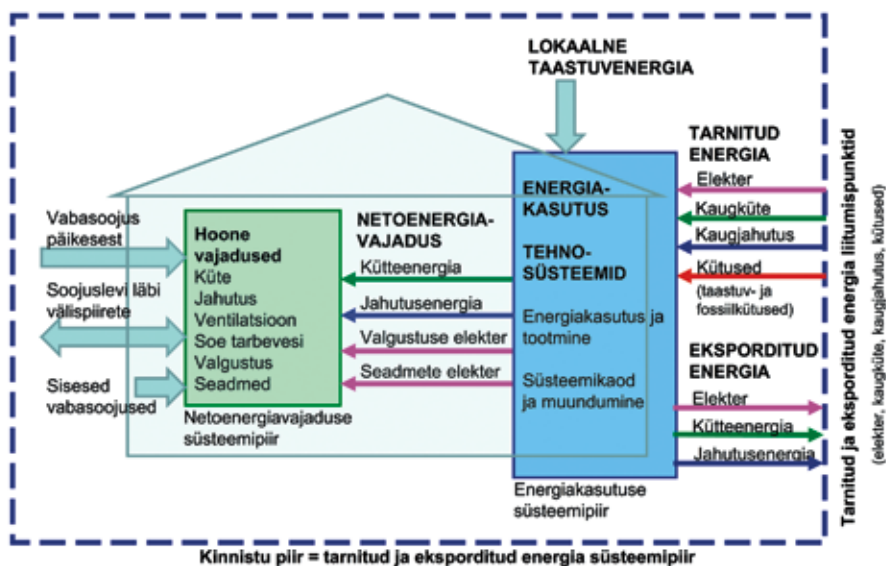 LOKAALNE
TAASTUVENERGIA
Vabasoojus
päikesest
Soojuslevi läbi
välispiirete
Sisesed
vabasoojused
Hoone
vajadused
Küte
Jahutus
Ventilatsioon
Soe tarbevesi
Valgustus
Seadmed
Netoenergiavajaduse
süsteemipiir
NETOENERGIA-
VAJADUS
Kütteenergia
Jahutusenergia
Valgustuse elekter
Seadmete elekter
ENERGIA-
KASUTUS
TEHNO-
SÜSTEEMID
Energiakasutus ja
tootmine
Süsteemikaod
ja muundumine
Energiakasutuse
süsteemipiir
TARNITUD
ENERGIA
Elekter
Kaugküte
Kaugjahutus
Kütused
(taastuv- ja
fossiilkütused)
EKSPORDITUD
ENERGIA
Elekter
Kütteenergia
Jahutusenergia
Tarnitud ja eksporditud energia liitumispunktid
(elekter, kaugküte, kaugjahutus, kütused)
Kinnistu piir = tarnitud ja eksporditud energia süsteemipiir